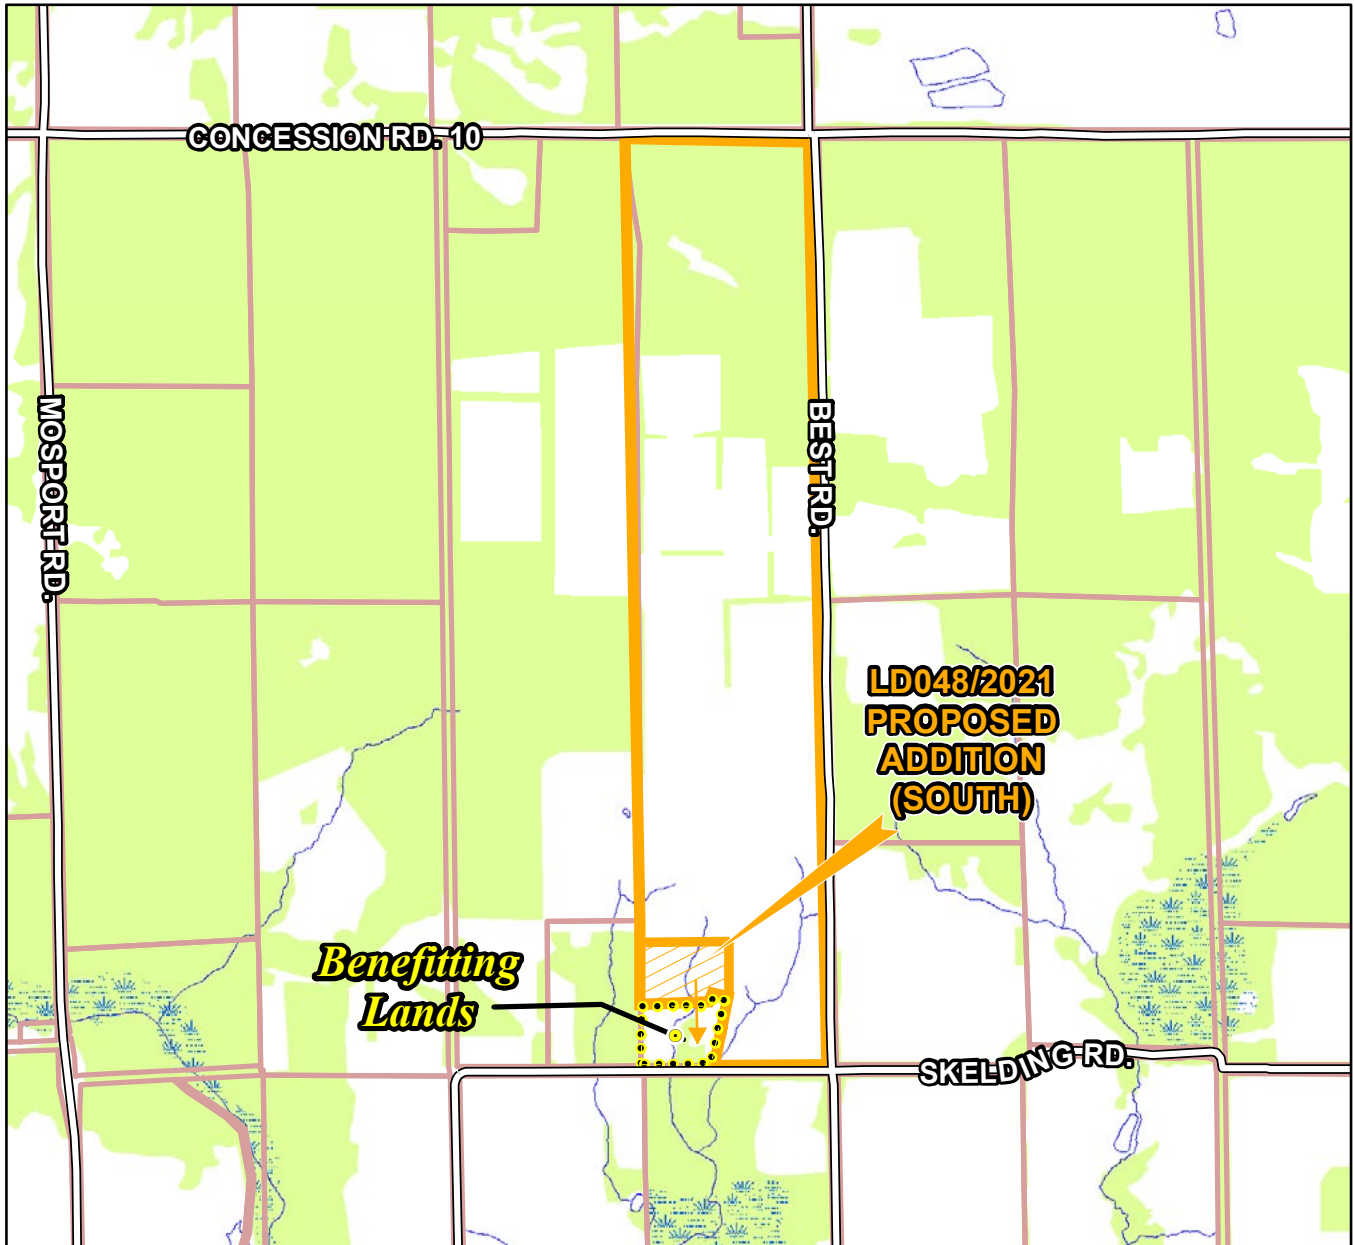 CONCESSION RD. 10
MOSPORT RD.
BEST RD.
LD048/2021
PROPOSED
ADDITION
(SOUTH)
Benefitting
Lands
SKELDING RD.